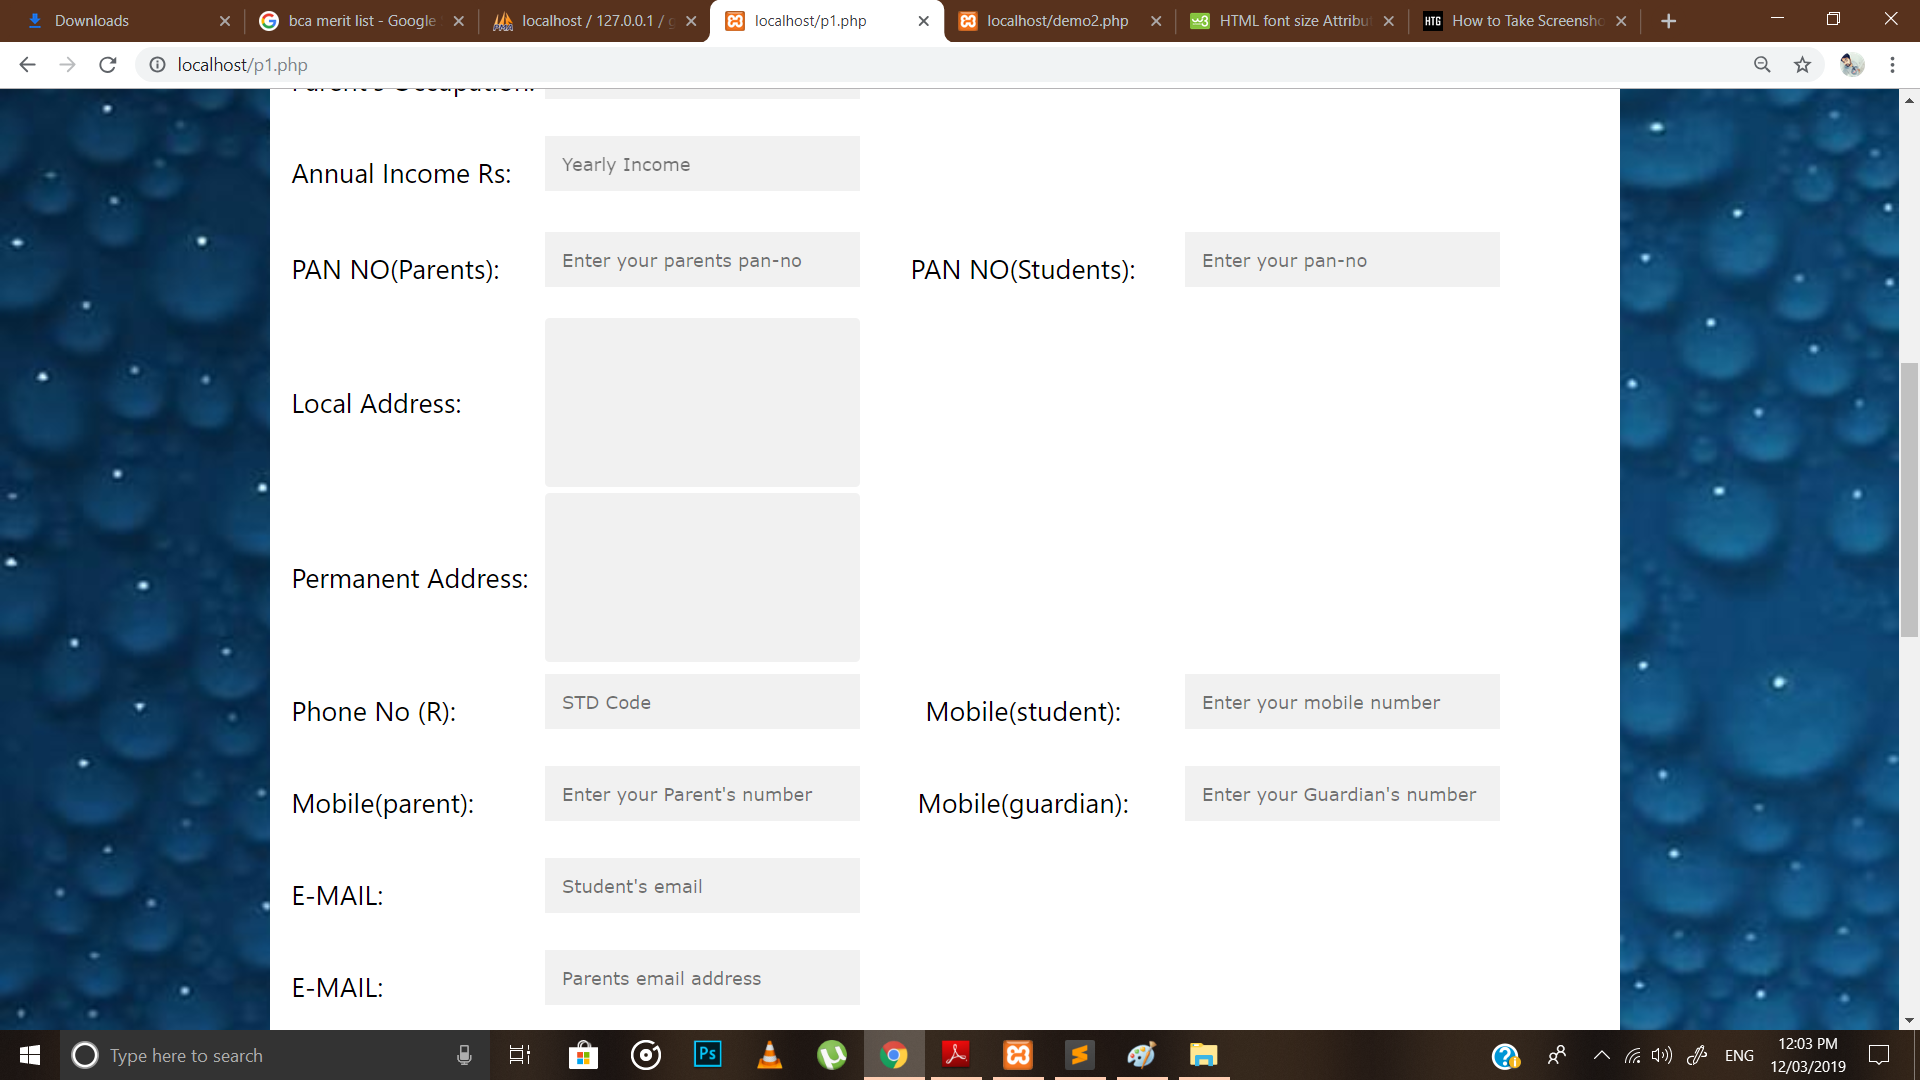 Downloads
bca merit list - Google
localhost / 127.0.0.1 / g
localhost/p1.php
localhost/demo2.php
HTML font size Attribu
HTG How to Take Screensho
localhost/p1.php
Parent's Occupation:
Annual Income Rs: Yearly Income
PAN NO(Parents): Enter your parents pan-no PAN NO(Students): Enter your pan-no
Local Address:
Permanent Address:
Phone No (R): STD Code Mobile(student): Enter your mobile number
Mobile(parent): Enter your Parent's number Mobile(guardian): Enter your Guardian's number
E-MAIL: Student's email
E-MAIL: Parents email address
Type here to search
Ps
ENG
12:03 PM
12/03/2019